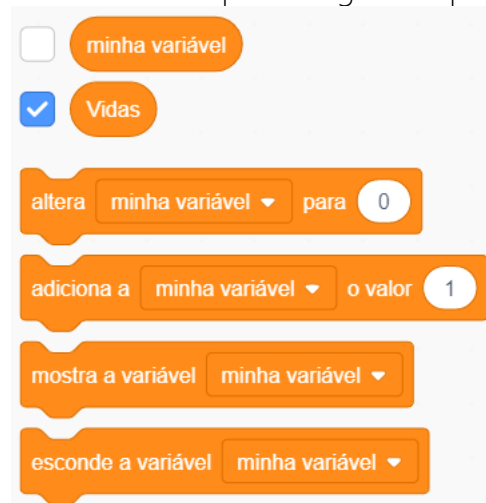 minha variável
Vidas
altera minha variável para 0
adiciona a minha variável o valor 1
mostra a variável minha variável
esconde a variável minha variável